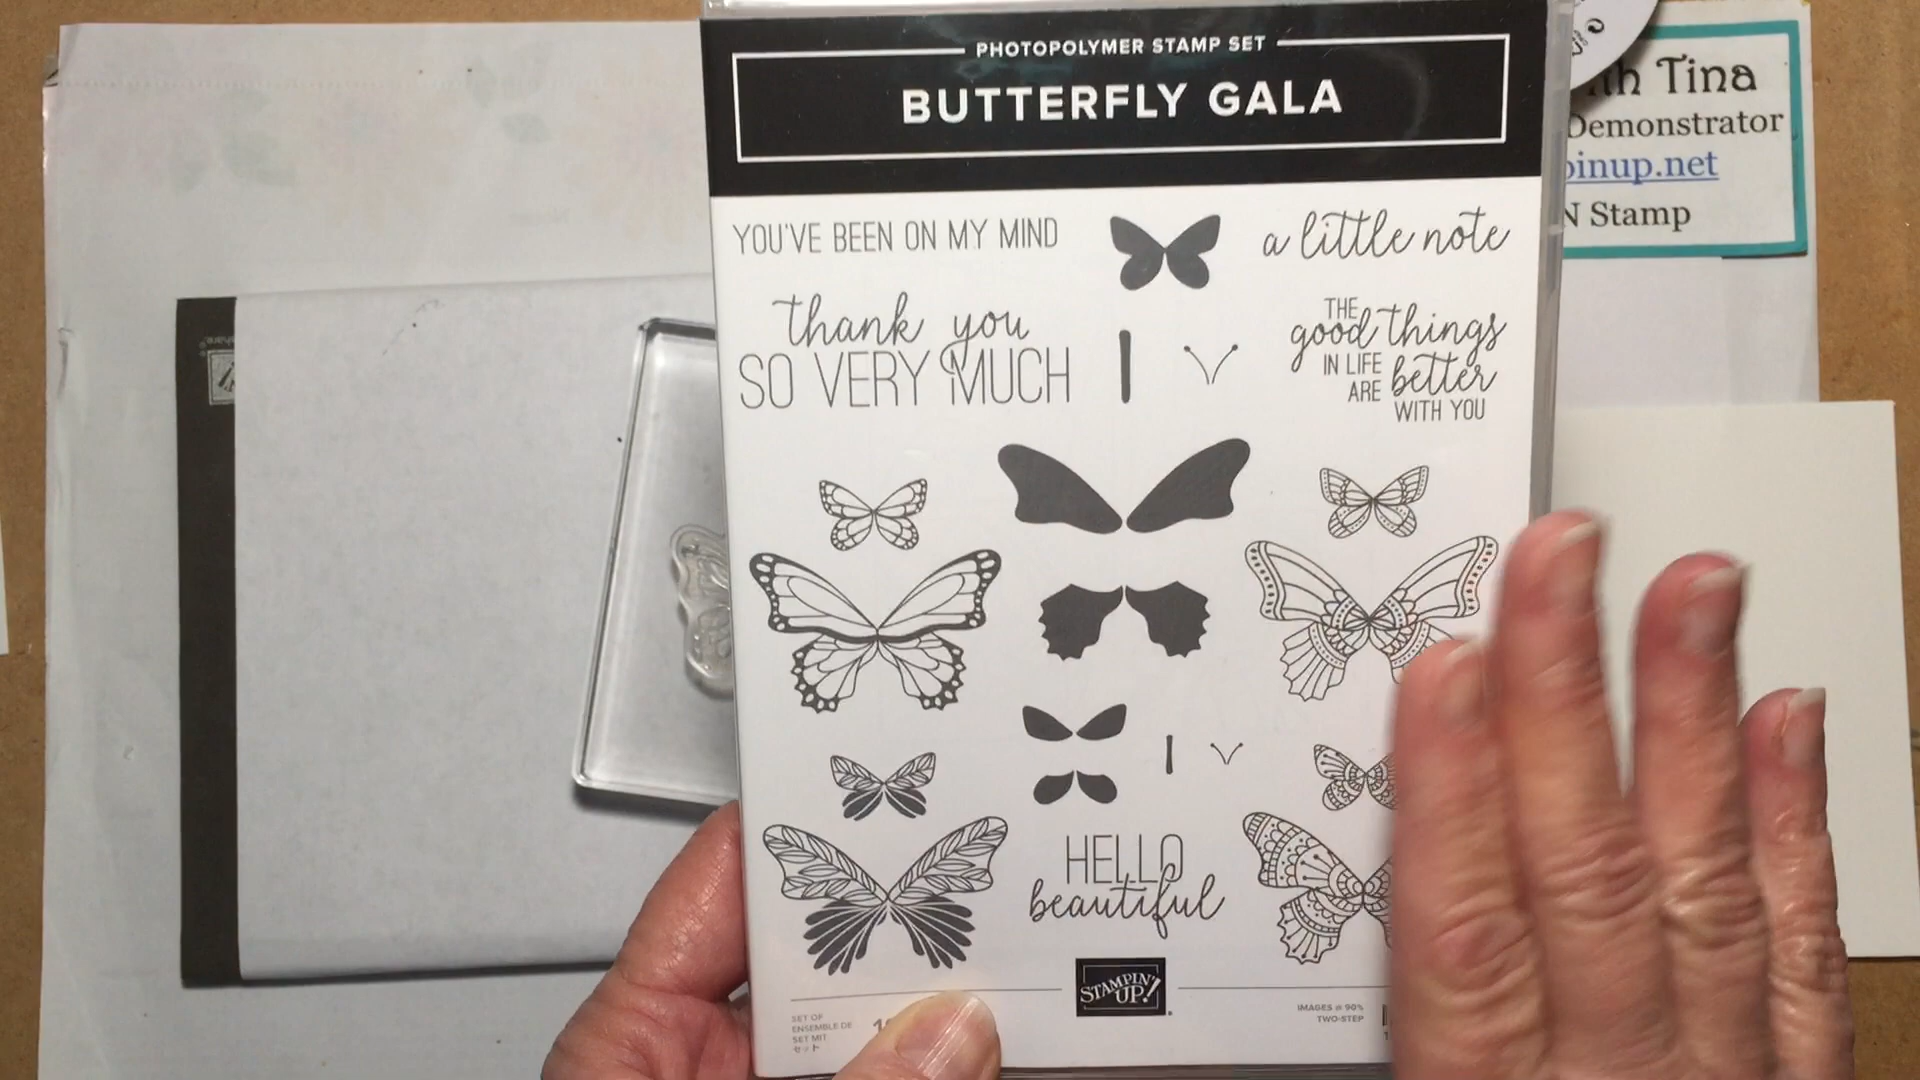 PHOTOPOLYMER STAMP SET
BUTTERFLY GALA
YOU'VE BEEN ON MY MIND
a little note
thank you
SO VERY MUCH
THE
good things
IN LIFE
ARE better
WITH YOU
HELLO
beautiful
STAMPIN' UP!
SET OF
ENSEMBLE DE
SET MIT
セット
IMAGES @ 90%
TWO-STEP
Tina
Demonstrator
pinup.net
N Stamp